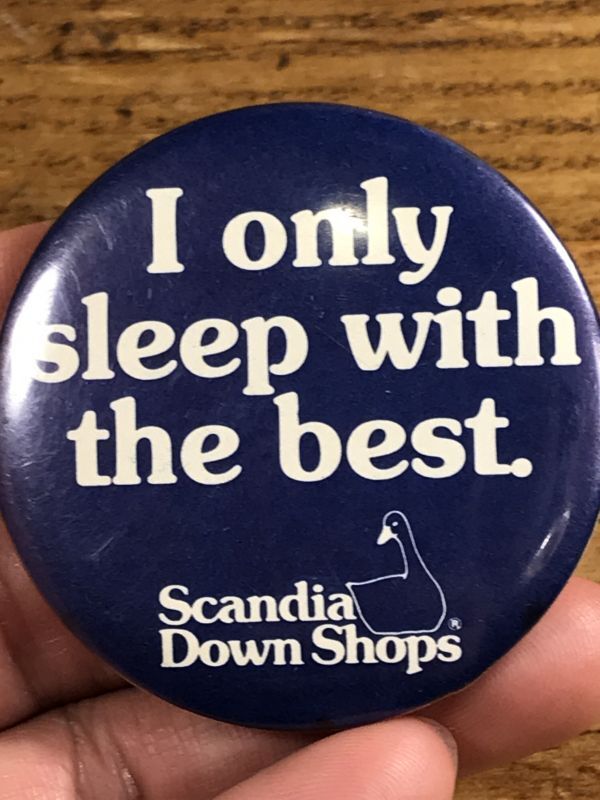 I only
sleep with
the best.
Scandia
Down Shops®